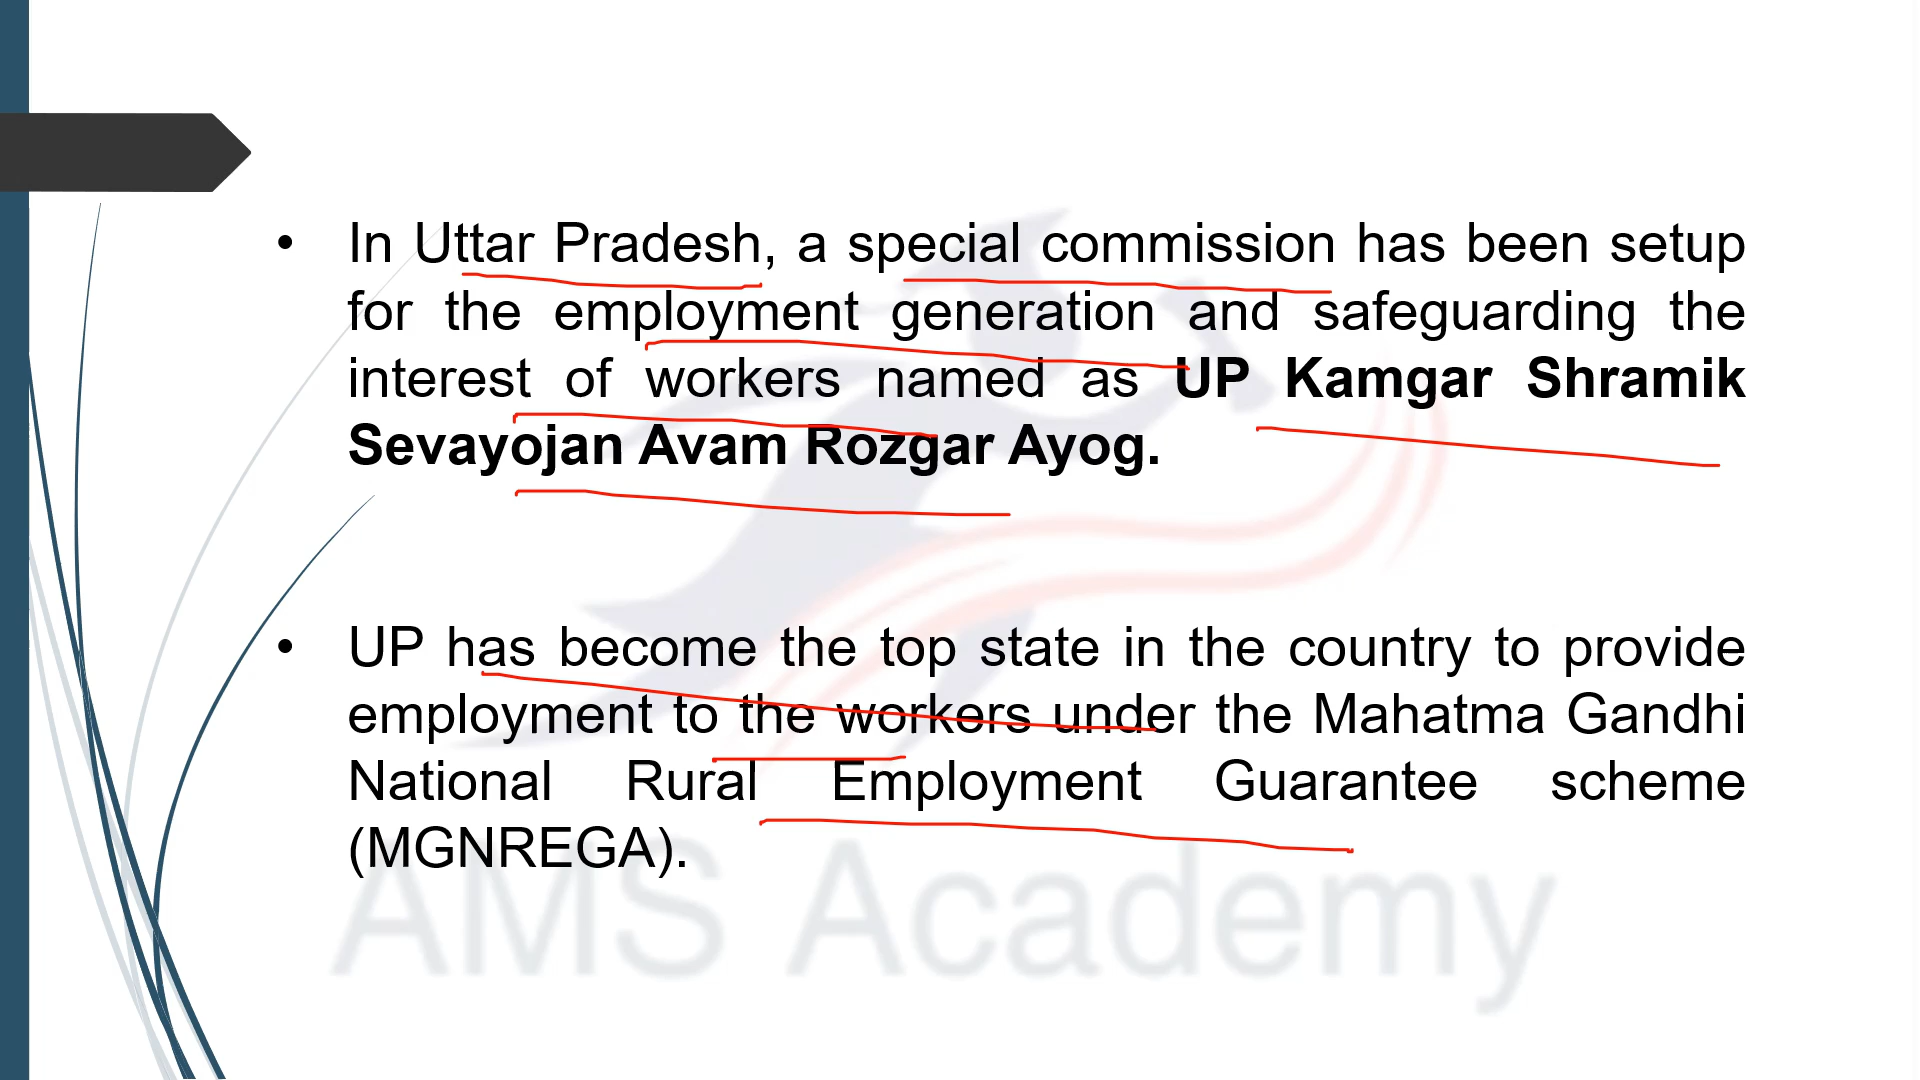 • In Uttar Pradesh, a special commission has been setup
for the employment generation and safeguarding the
interest of workers named as UP Kamgar Shramik
Sevayojan Avam Rozgar Ayog.
• UP has become the top state in the country to provide
employment to the workers under the Mahatma Gandhi
National Rural Employment Guarantee scheme
(MGNREGA).
AMS Academy